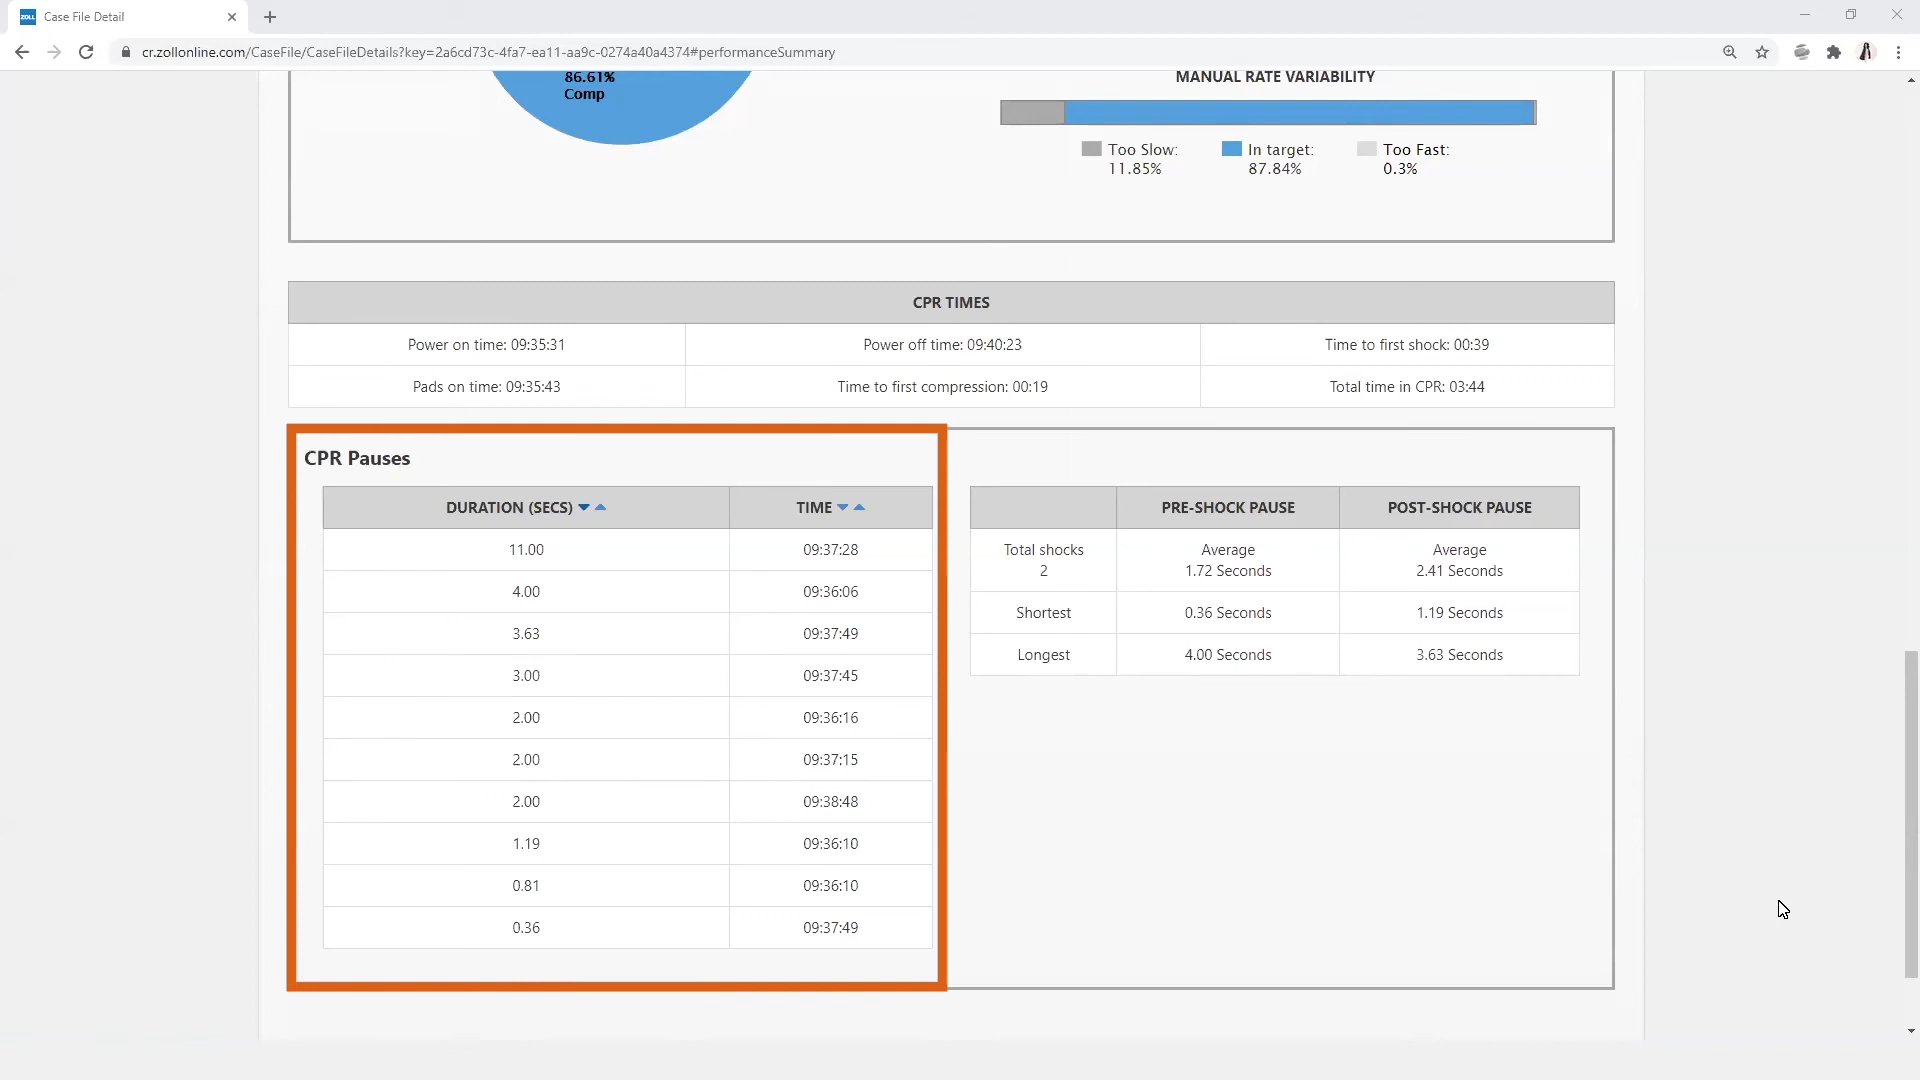 ZOLL Case File Detail
cr.zollonline.com/CaseFile/CaseFileDetails?key=2a6cd73c-4fa7-ea11-aa9c-0274a40a4374#performanceSummary
86.61%
Comp
MANUAL RATE VARIABILITY
Too Slow: In target: Too Fast:
11.85% 87.84% 0.3%
CPR TIMES
Power on time: 09:35:31 Power off time: 09:40:23 Time to first shock: 00:39
Pads on time: 09:35:43 Time to first compression: 00:19 Total time in CPR: 03:44
CPR Pauses
DURATION (SECS) TIME
11.00 09:37:28
4.00 09:36:06
3.63 09:37:49
3.00 09:37:45
2.00 09:36:16
2.00 09:37:15
2.00 09:38:48
1.19 09:36:10
0.81 09:36:10
0.36 09:37:49
PRE-SHOCK PAUSE POST-SHOCK PAUSE
Total shocks Average Average
2 1.72 Seconds 2.41 Seconds
Shortest 0.36 Seconds 1.19 Seconds
Longest 4.00 Seconds 3.63 Seconds